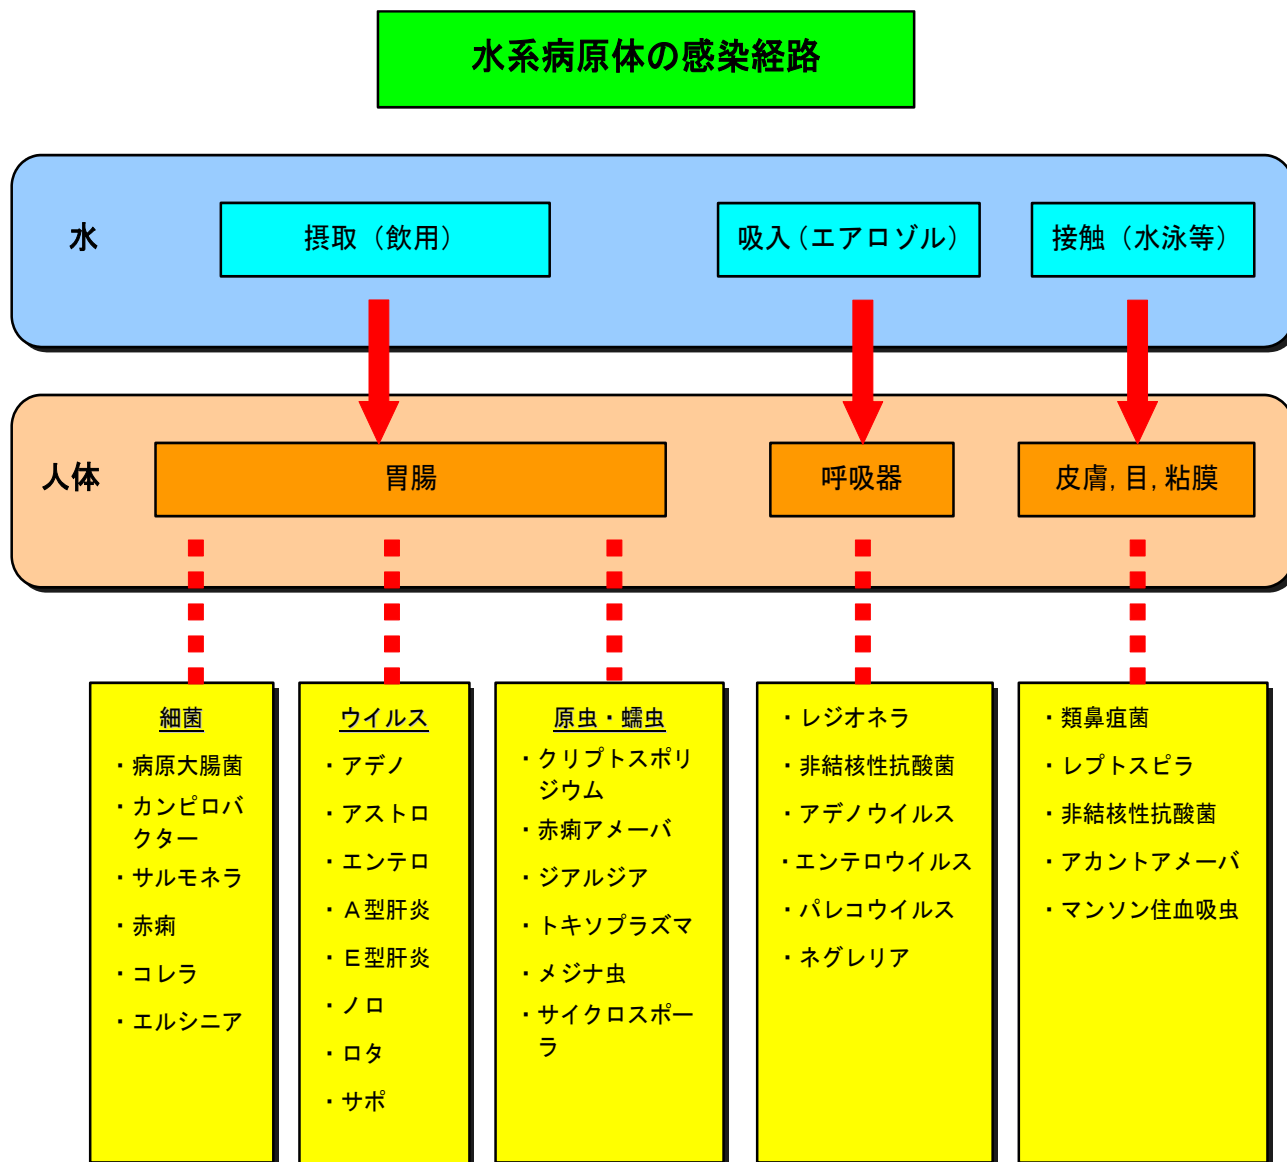 水系病原体の感染経路
水
摂取（飲用）
吸入（エアロゾル）
接触（水泳等）
人体
胃腸
呼吸器
皮膚，目，粘膜
細菌
・病原大腸菌
・カンピロバ
クター
・サルモネラ
・赤痢
・コレラ
・エルシニア
ウイルス
・アデノ
・アストロ
・エンテロ
・Ａ型肝炎
・Ｅ型肝炎
・ノロ
・ロタ
・サポ
原虫・蠕虫
・クリプトスポリ
ジウム
・赤痢アメーバ
・ジアルジア
・トキソプラズマ
・メジナ虫
・サイクロスポー
ラ
・レジオネラ
・非結核性抗酸菌
・アデノウイルス
・エンテロウイルス
・パレコウイルス
・ネグレリア
・類鼻疽菌
・レプトスピラ
・非結核性抗酸菌
・アカントアメーバ
・マンソン住血吸虫